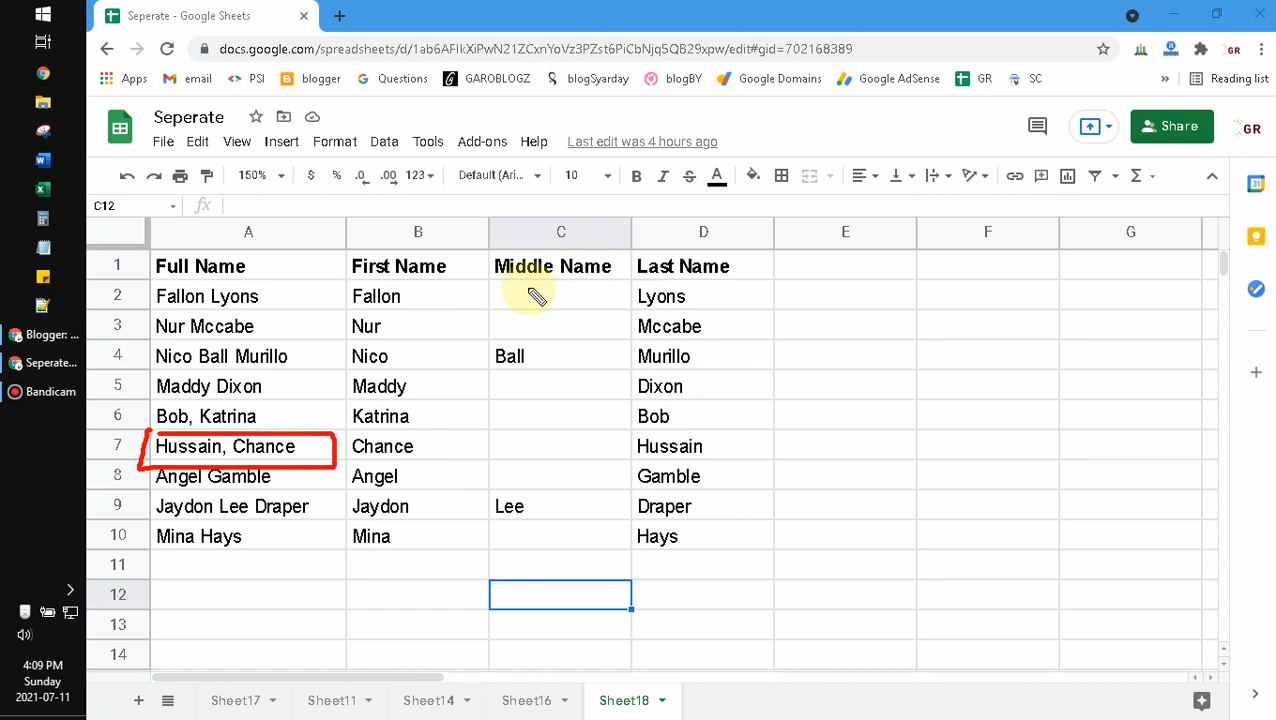 Seperate - Google Sheets
docs.google.com/spreadsheets/d/1ab6AFlkXiPwN21ZCxnYoVz3PZst6PiCbNjq5QB29xpw/edit#gid=702168389
Apps email PSI blogger Questions GAROBLOGZ blogSyarday blogBY Google Domains Google AdSense GR SC » Reading list
Seperate
File Edit View Insert Format Data Tools Add-ons Help Last edit was 4 hours ago
Share
GR
150% $ % .0 .00 123 Default (Ari... 10 B I S A
C12 fx
A B C D E F G
1 Full Name First Name Middle Name Last Name
2 Fallon Lyons Fallon Lyons
3 Nur Mccabe Nur Mccabe
4 Nico Ball Murillo Nico Ball Murillo
5 Maddy Dixon Maddy Dixon
6 Bob, Katrina Katrina Bob
7 Hussain, Chance Chance Hussain
8 Angel Gamble Angel Gamble
9 Jaydon Lee Draper Jaydon Lee Draper
10 Mina Hays Mina Hays
11
12
13
14
Sheet17 Sheet11 Sheet14 Sheet16 Sheet18
Blogger: ...
Seperate...
Bandicam
4:09 PM
Sunday
2021-07-11